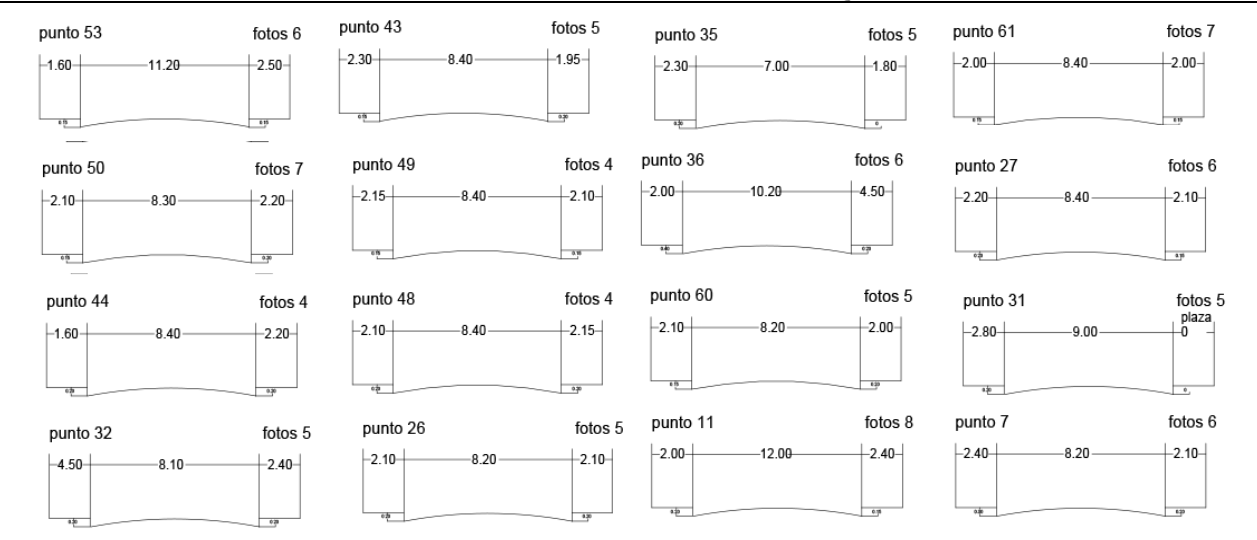 punto 53 fotos 6
1.60 11.20 2.50
punto 43 fotos 5
2.30 8.40 1.95
punto 35 fotos 5
2.30 7.00 1.80
punto 61 fotos 7
2.00 8.40 2.00
punto 50 fotos 7
2.10 8.30 2.20
punto 49 fotos 4
2.15 8.40 2.10
punto 36 fotos 6
2.00 10.20 4.50
punto 27 fotos 6
2.20 8.40 2.10
punto 44 fotos 4
1.60 8.40 2.20
punto 48 fotos 4
2.10 8.40 2.15
punto 60 fotos 5
2.10 8.20 2.00
punto 31 fotos 5
plaza
2.80 9.00 0
punto 32 fotos 5
4.50 8.10 2.40
punto 26 fotos 5
2.10 8.20 2.10
punto 11 fotos 8
2.00 12.00 2.40
punto 7 fotos 6
2.40 8.20 2.10